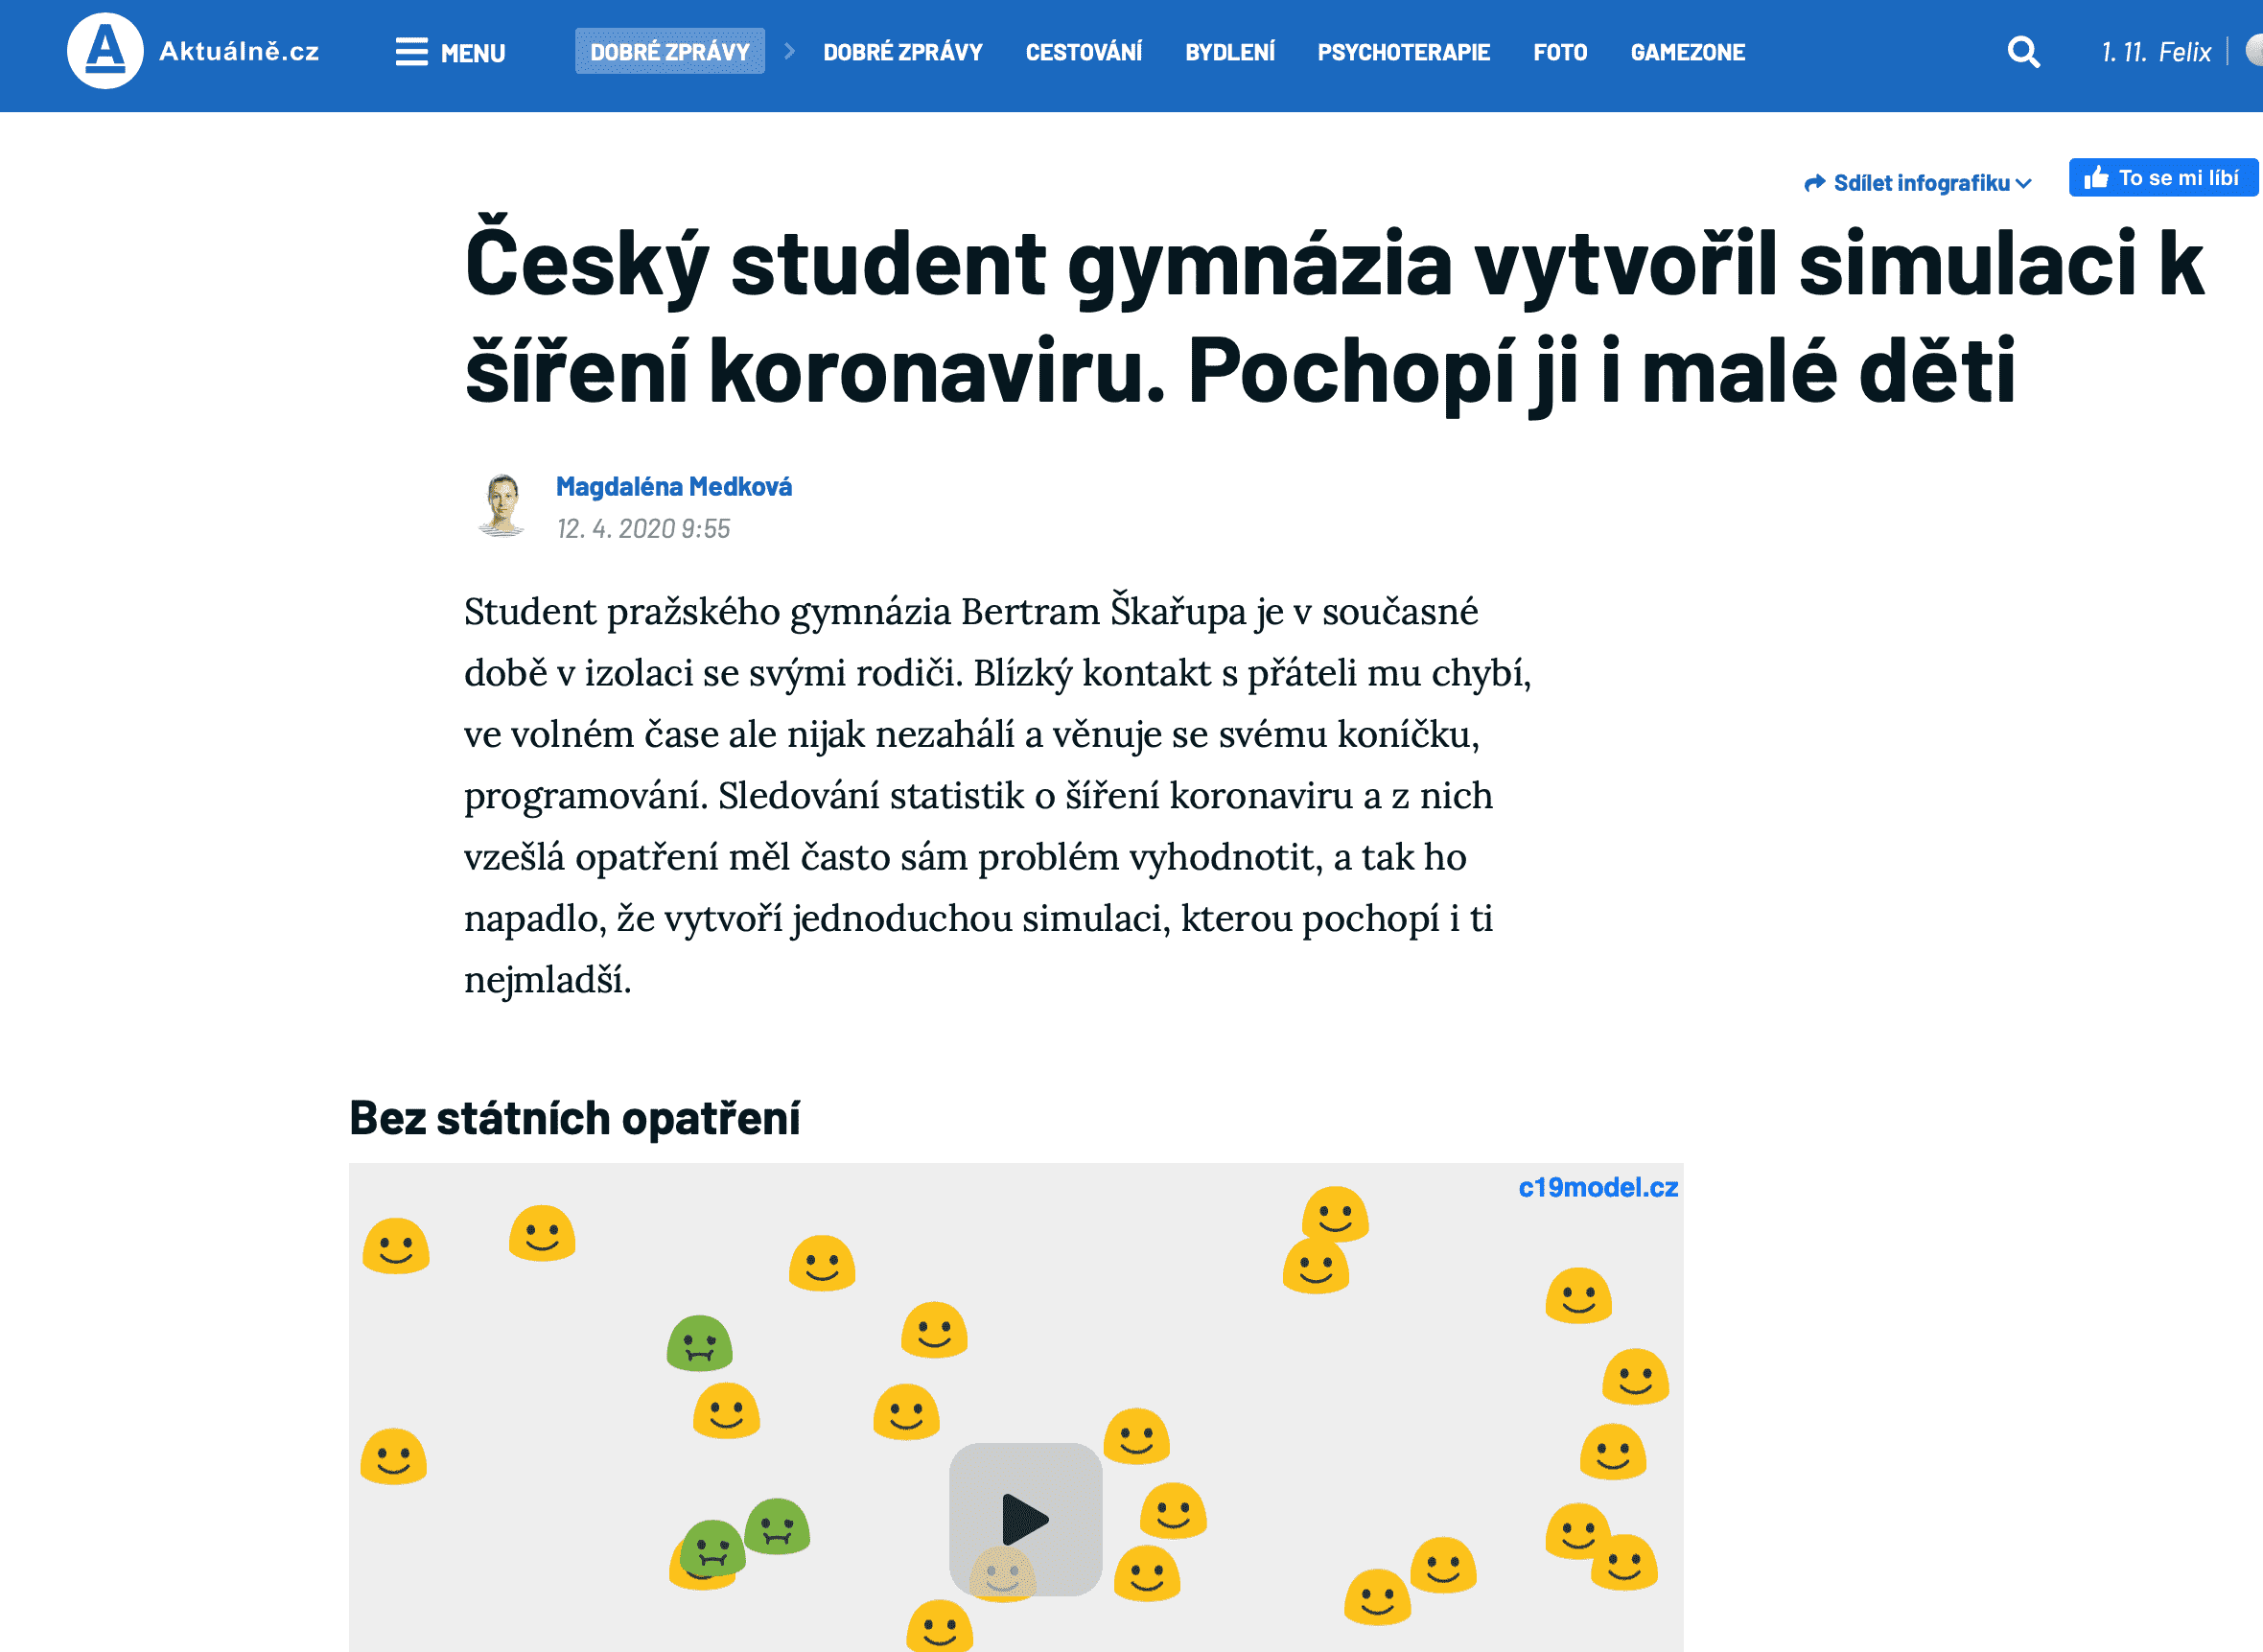 Aktuálně.cz
MENU
DOBRÉ ZPRÁVY
DOBRÉ ZPRÁVY
CESTOVÁNÍ
BYDLENÍ
PSYCHOTERAPIE
FOTO
GAMEZONE
1. 11. Felix
Sdílet infografiku
To se mi líbí
Český student gymnázia vytvořil simulaci k
šíření koronaviru. Pochopí ji i malé děti
Magdaléna Medková
12. 4. 2020 9:55
Student pražského gymnázia Bertram Škařupa je v současné
době v izolaci se svými rodiči. Blízký kontakt s přáteli mu chybí,
ve volném čase ale nijak nezahálí a věnuje se svému koníčku,
programování. Sledování statistik o šíření koronaviru a z nich
vzešlá opatření měl často sám problém vyhodnotit, a tak ho
napadlo, že vytvoří jednoduchou simulaci, kterou pochopí i ti
nejmladší.
Bez státních opatření
c19model.cz